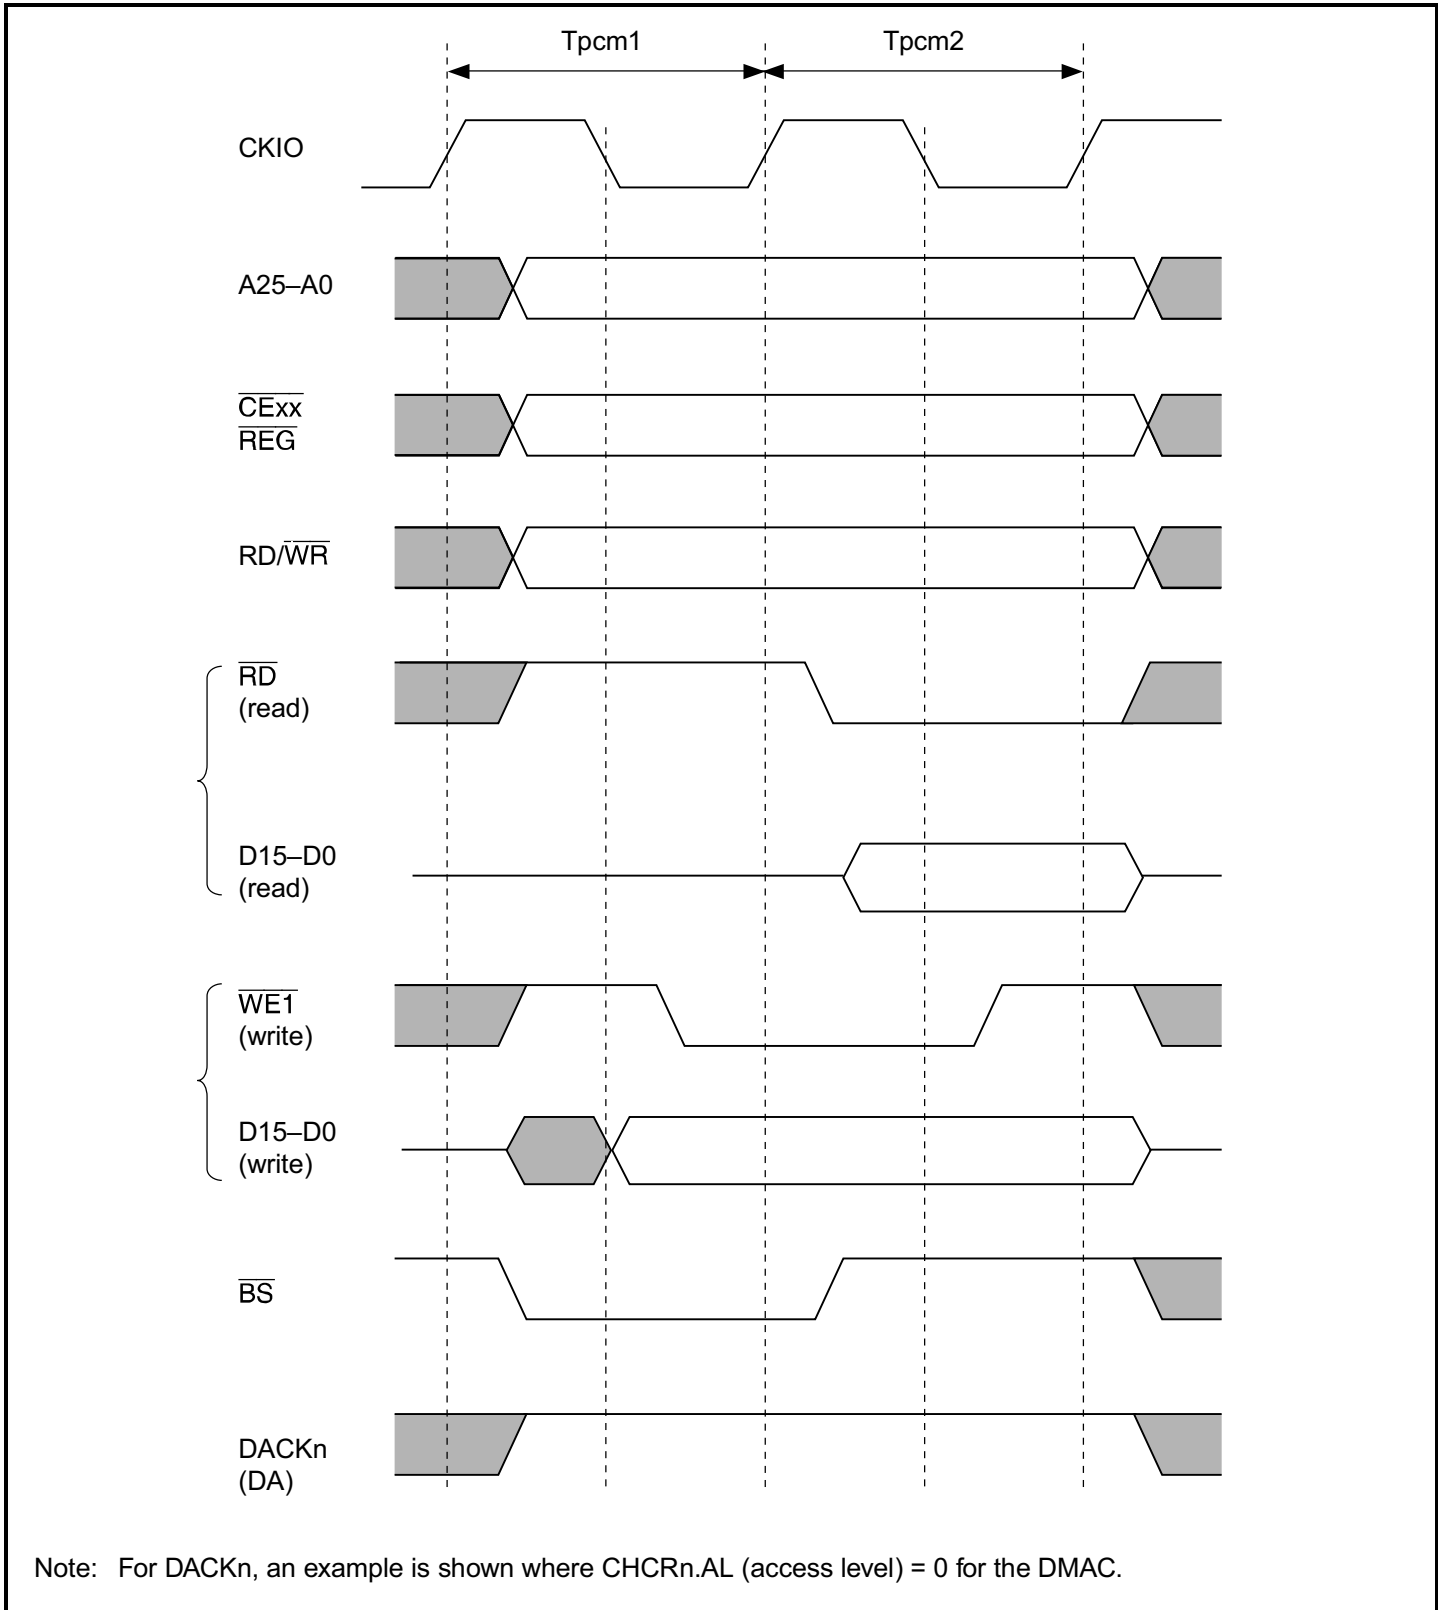 Tpcm1 Tpcm2
CKIO
A25–A0
CExx
REG
RD/WR
RD
(read)
D15–D0
(read)
WE1
(write)
D15–D0
(write)
BS
DACKn
(DA)
Note: For DACKn, an example is shown where CHCRn.AL (access level) = 0 for the DMAC.